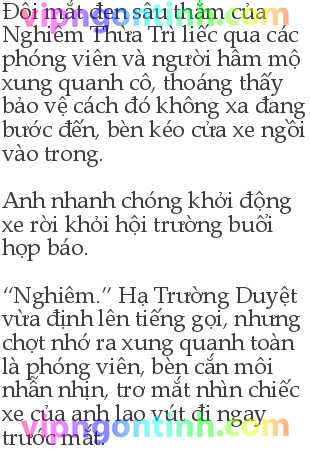 Đôi mắt đen sâu thẳm của
Nghiêm Thừa Trì liếc qua các
phóng viên và người hâm mộ
xung quanh cô, thoáng thấy
bảo vệ cách đó không xa đang
bước đến, bèn kéo cửa xe ngồi
vào trong.
Anh nhanh chóng khởi động
xe rời khỏi hội trường buổi
họp báo.
“Nghiêm.” Hạ Trường Duyệt
vừa định lên tiếng gọi, nhưng
chợt nhớ ra xung quanh toàn
là phóng viên, bèn cắn môi
nhẫn nhịn, trơ mắt nhìn chiếc
xe của anh lao vút đi ngay
trước mắt.
vipngontinh.com
vipngontinh.com